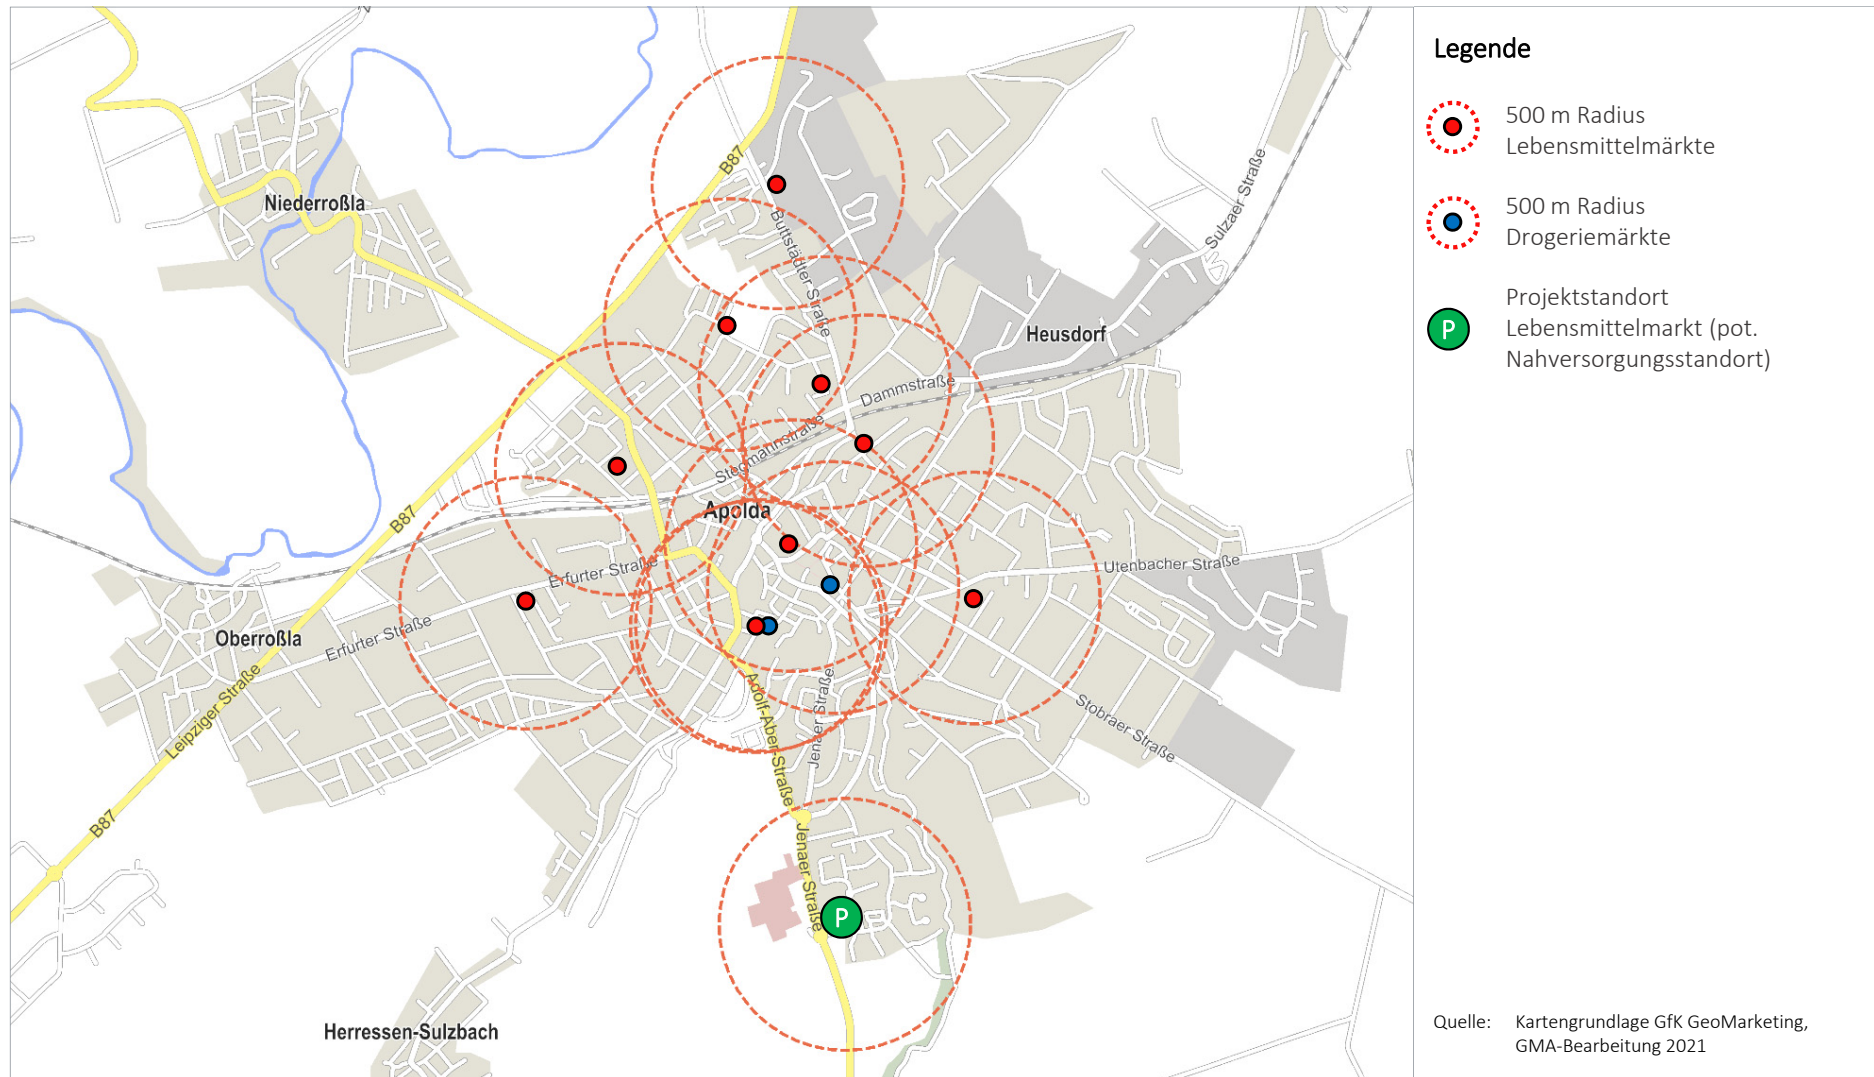 B87
Niederroßla
Buttstädter Straße
Sulzaer Straße
Heusdorf
Dammstraße
Stegmannstraße
Apolda
B87
Erfurter Straße
Utenbacher Straße
Oberroßla
Erfurter Straße
Leipziger Straße
Adolf-Aber-Straße
Jenaer Straße
Stobraer Straße
B87
Jenaer Straße
P
Herressen-Sulzbach
Legende
500 m Radius
Lebensmittelmärkte
500 m Radius
Drogeriemärkte
P
Projektstandort
Lebensmittelmarkt (pot.
Nahversorgungsstandort)
Quelle: Kartengrundlage GfK GeoMarketing,
GMA-Bearbeitung 2021